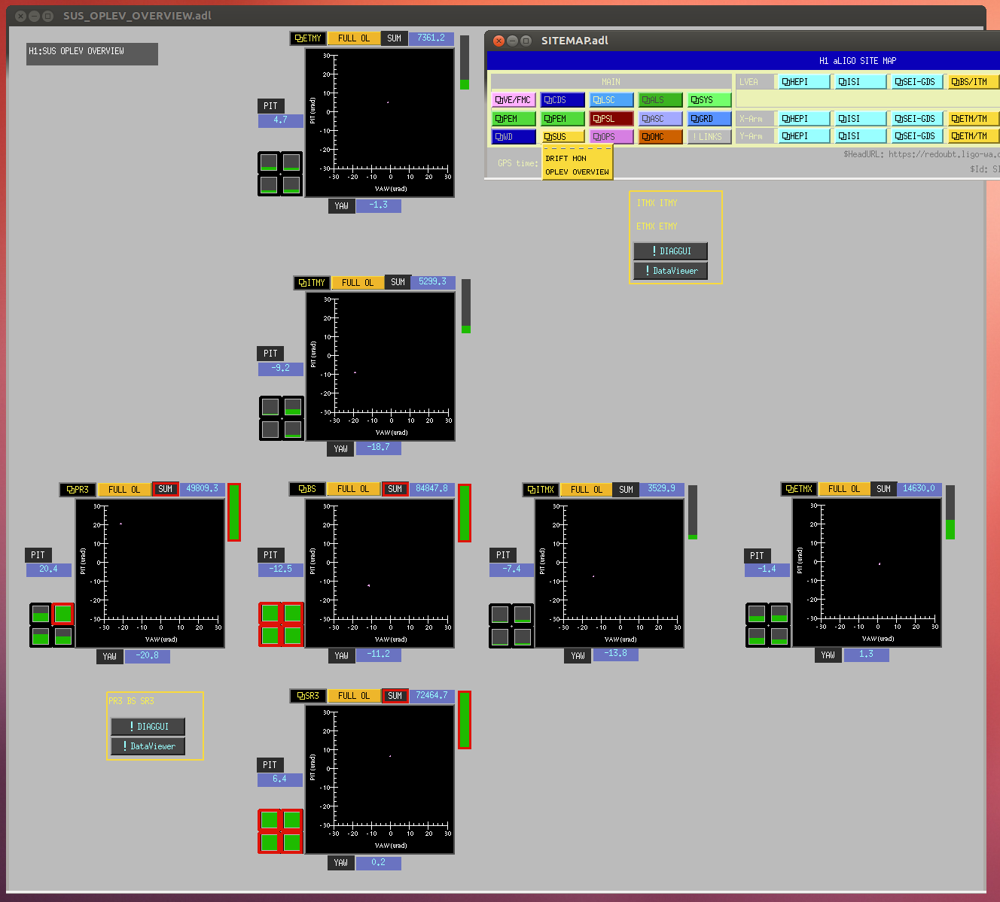 SUS_OPLEV_OVERVIEW.adl
H1:SUS OPLEV OVERVIEW
ETMY FULL OL SUM 7361.2
30
20
10
0
-10
-20
-30
PIT (urad)
-30 -20 -10 0 10 20 30
YAW (urad)
PIT
4.7
YAW -1.3
SITEMAP.adl
H1 aLIGO SITE MAP
MAIN
VE/FMC CDS LSC ALS SYS
PEM PEM PSL ASC GRD
WD SUS OPS OMC ! LINKS
LVEA HEPI ISI SEI-GDS BS/ITM
X-Arm HEPI ISI SEI-GDS ETM/TM
Y-Arm HEPI ISI SEI-GDS ETM/TM
GPS time:
DRIFT MON
OPLEV OVERVIEW
$HeadURL: https://redoubt.ligo-wa.c
$Id: SI
ITMX ITMY
ETMX ETMY
! DIAGGUI
! DataViewer
ITMY FULL OL SUM 5299.3
30
20
10
0
-10
-20
-30
PIT (urad)
-30 -20 -10 0 10 20 30
YAW (urad)
PIT
-9.2
YAW -18.7
PR3 FULL OL SUM 49809.3
30
20
10
0
-10
-20
-30
PIT (urad)
-30 -20 -10 0 10 20 30
YAW (urad)
PIT
20.4
YAW -20.8
BS FULL OL SUM 84847.8
30
20
10
0
-10
-20
-30
PIT (urad)
-30 -20 -10 0 10 20 30
YAW (urad)
PIT
-12.5
YAW -11.2
ITMX FULL OL SUM 3529.9
30
20
10
0
-10
-20
-30
PIT (urad)
-30 -20 -10 0 10 20 30
YAW (urad)
PIT
-7.4
YAW -13.8
ETMX FULL OL SUM 14630.0
30
20
10
0
-10
-20
-30
PIT (urad)
-30 -20 -10 0 10 20 30
YAW (urad)
PIT
-1.4
YAW 1.3
PR3 BS SR3
! DIAGGUI
! DataViewer
SR3 FULL OL SUM 72464.7
30
20
10
0
-10
-20
-30
PIT (urad)
-30 -20 -10 0 10 20 30
YAW (urad)
PIT
6.4
YAW 0.2